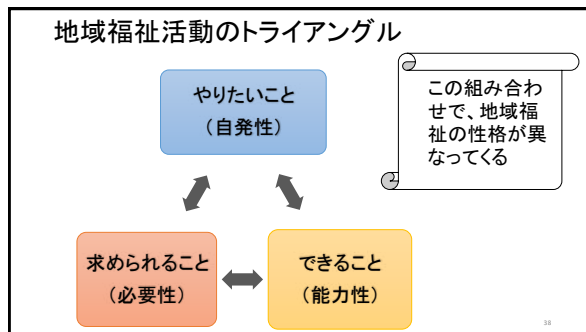 地域福祉活動のトライアングル
やりたいこと
（自発性）
この組み合わ
せで、地域福
祉の性格が異
なってくる
求められること
（必要性）
できること
（能力性）
38